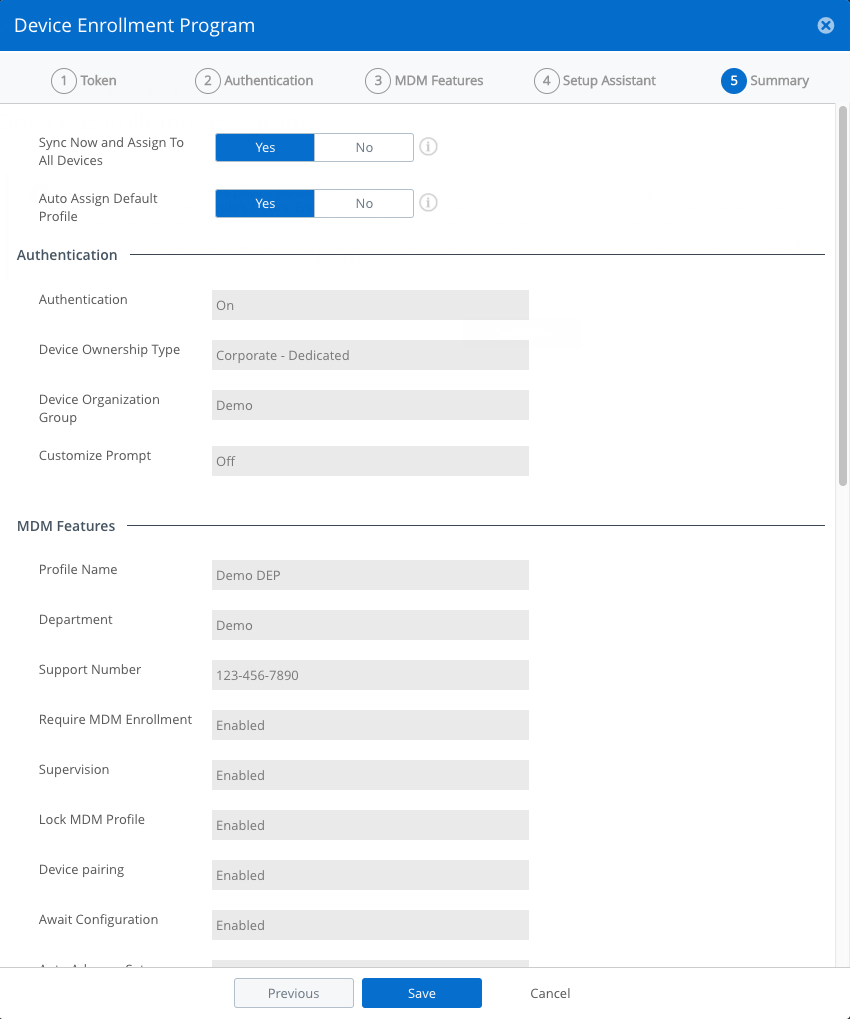 Device Enrollment Program
1 Token 2 Authentication 3 MDM Features 4 Setup Assistant 5 Summary
Sync Now and Assign To
All Devices
Yes No
Auto Assign Default
Profile
Yes No
Authentication
Authentication
On
Device Ownership Type
Corporate - Dedicated
Device Organization
Group
Demo
Customize Prompt
Off
MDM Features
Profile Name
Demo DEP
Department
Demo
Support Number
123-456-7890
Require MDM Enrollment
Enabled
Supervision
Enabled
Lock MDM Profile
Enabled
Device pairing
Enabled
Await Configuration
Enabled
Previous Save Cancel